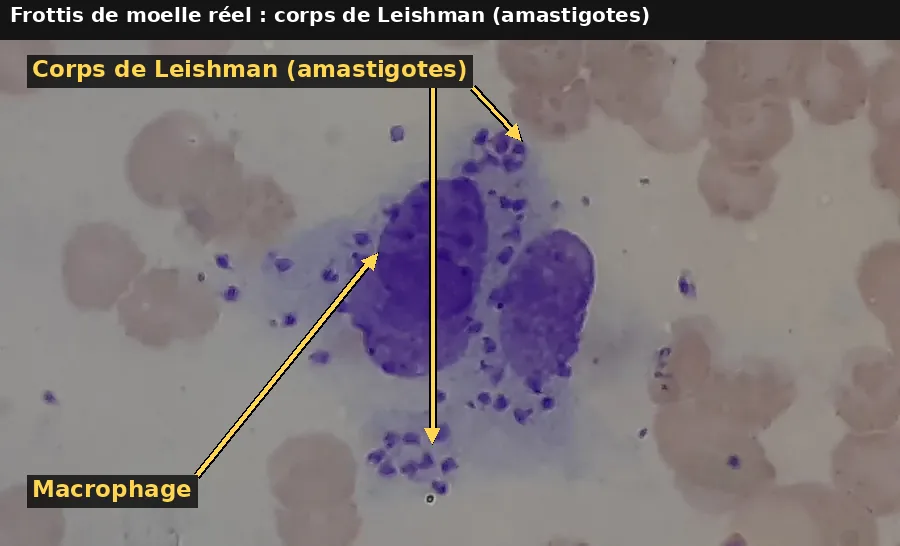 Frottis de moelle réel : corps de Leishman (amastigotes)
Corps de Leishman (amastigotes)
Macrophage